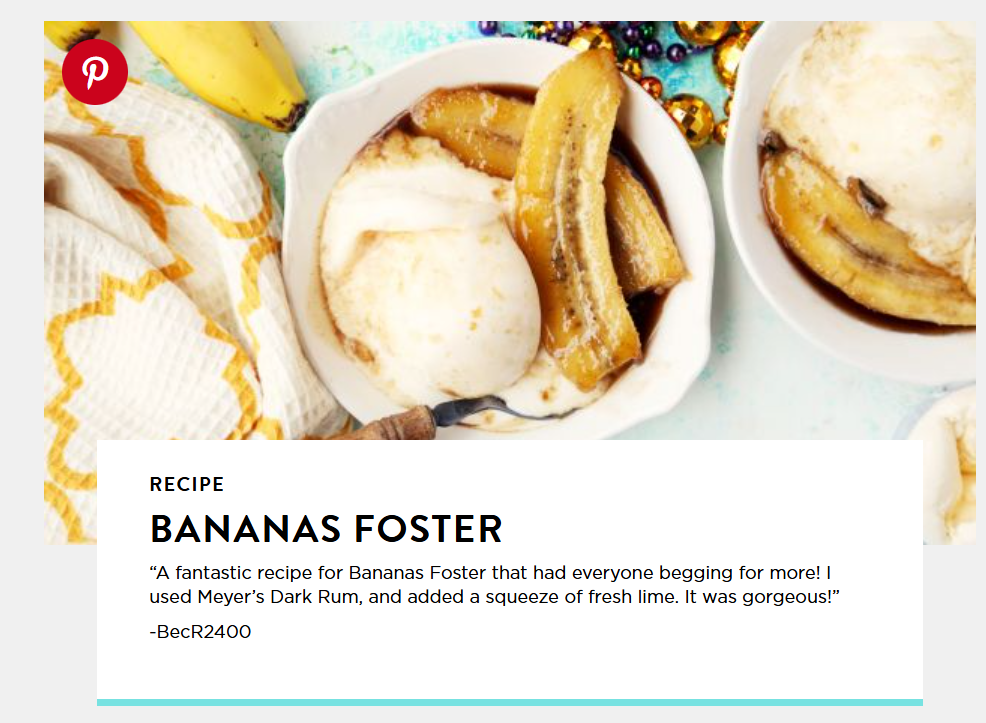 RECIPE
BANANAS FOSTER
“A fantastic recipe for Bananas Foster that had everyone begging for more! I
used Meyer’s Dark Rum, and added a squeeze of fresh lime. It was gorgeous!”
-BecR2400